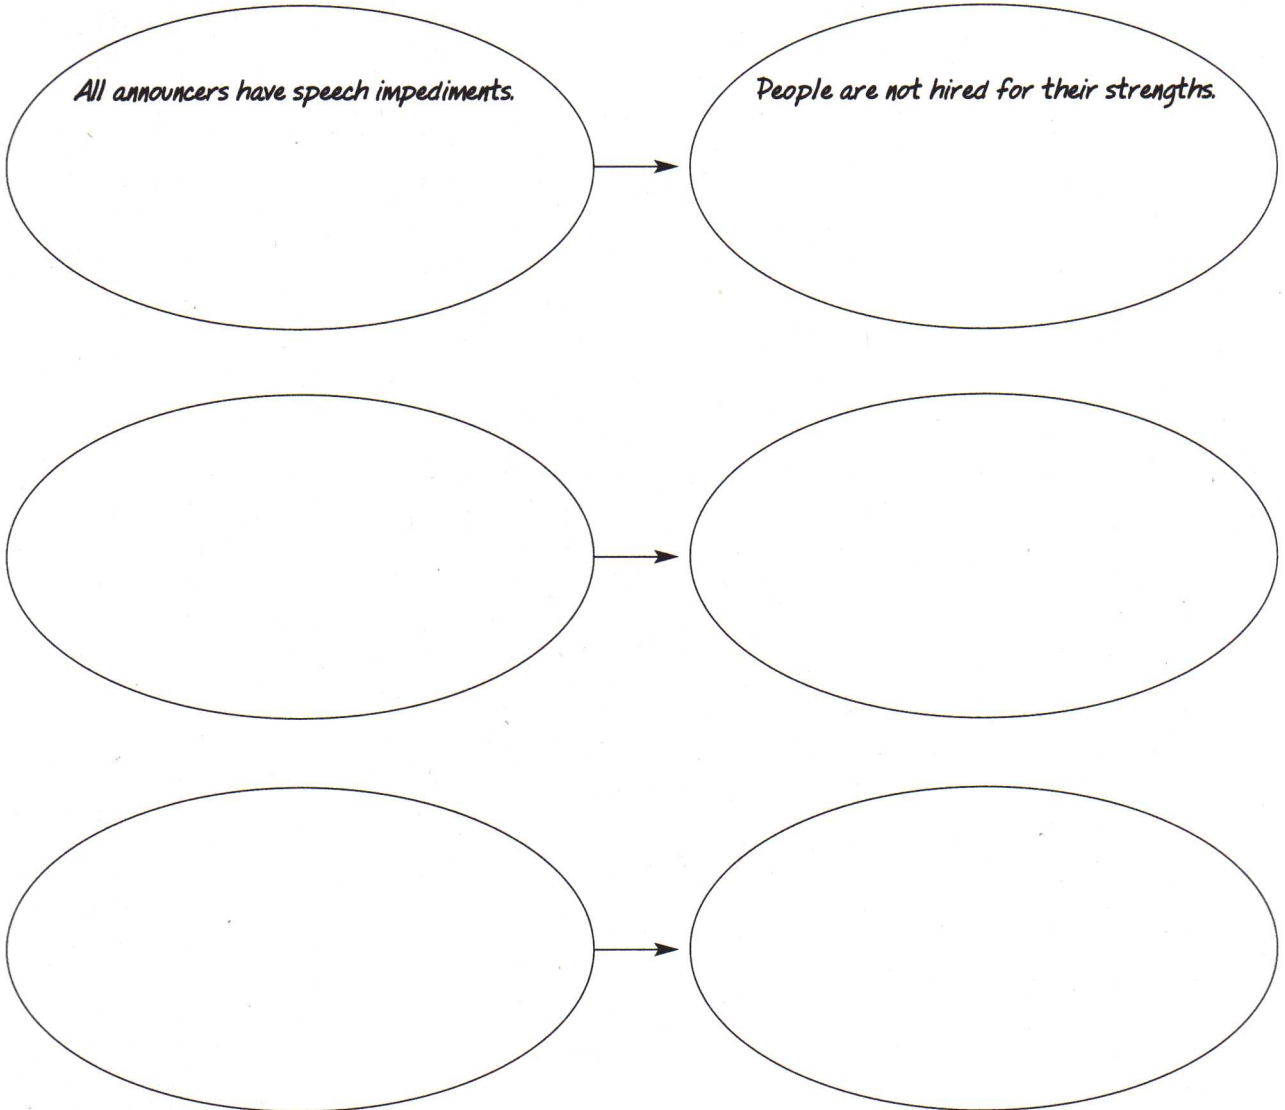 All announcers have speech impediments.
People are not hired for their strengths.